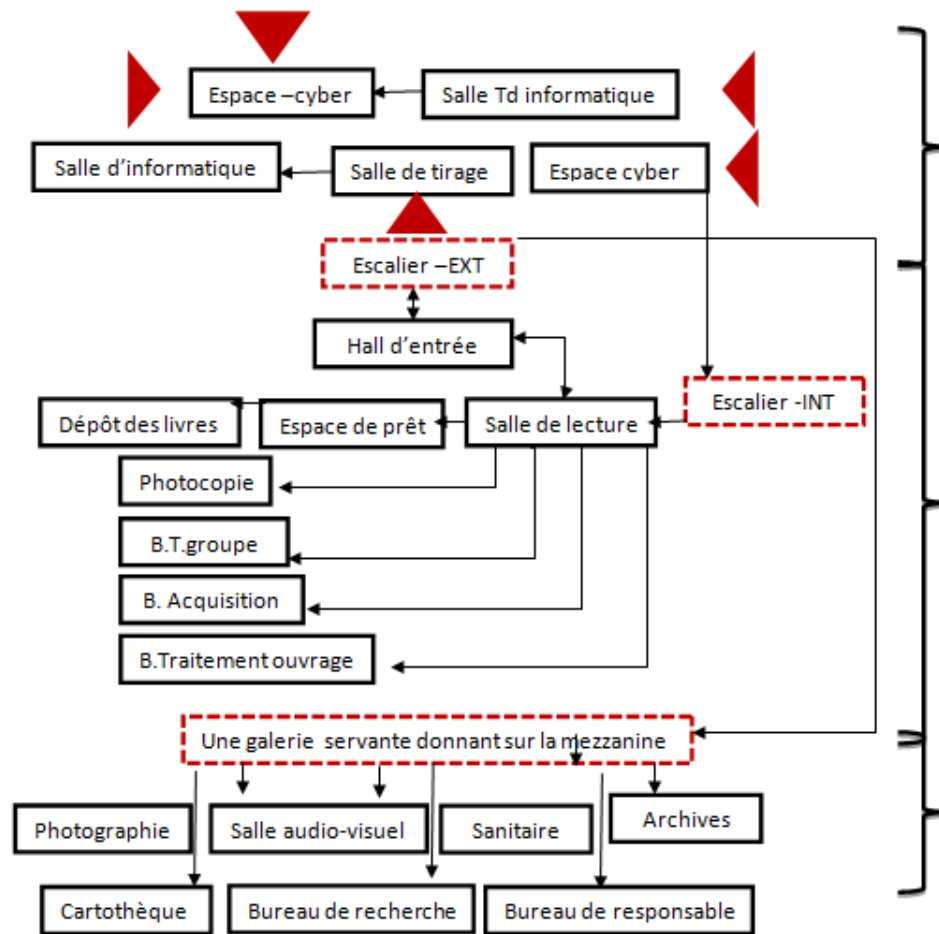 Espace –cyber
Salle Td informatique
Salle d’informatique
Salle de tirage
Espace cyber
Escalier –EXT
Hall d’entrée
Escalier -INT
Dépôt des livres
Espace de prêt
Salle de lecture
Photocopie
B.T.groupe
B. Acquisition
B.Traitement ouvrage
Une galerie servante donnant sur la mezzanine
Photographie
Salle audio-visuel
Sanitaire
Archives
Cartothèque
Bureau de recherche
Bureau de responsable